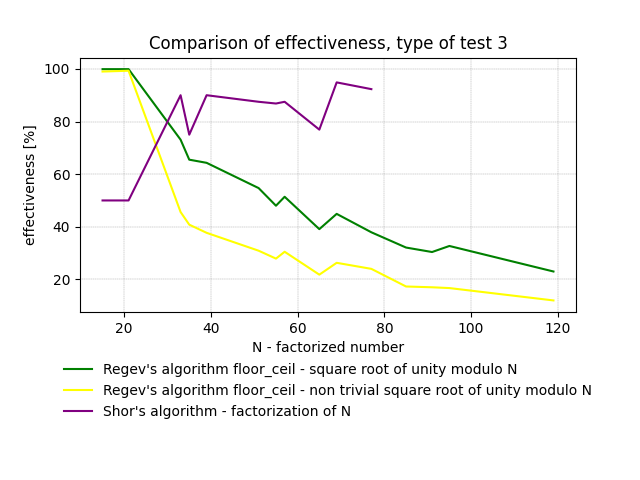 Comparison of effectiveness, type of test 3
100
80
60
40
20
effectiveness [%]
20 40 60 80 100 120
N - factorized number
Regev's algorithm floor_ceil - square root of unity modulo N
Regev's algorithm floor_ceil - non trivial square root of unity modulo N
Shor's algorithm - factorization of N